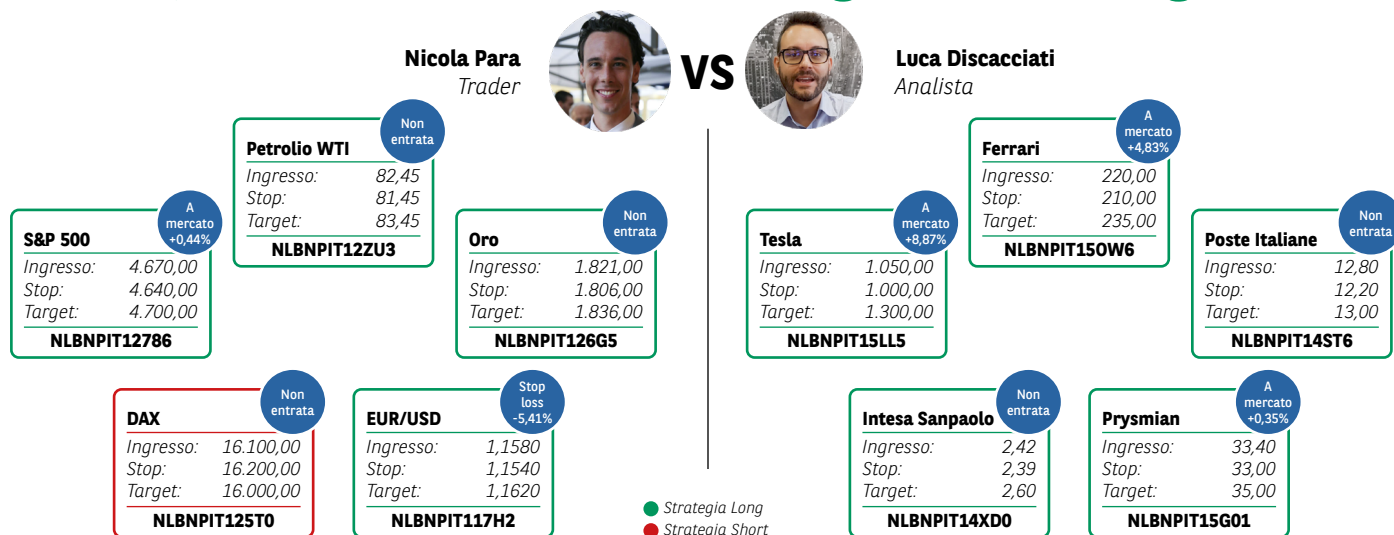 Nicola Para
Trader
VS
Luca Discacciati
Analista
Non
entrata
Petrolio WTI
Ingresso: 82,45
Stop: 81,45
Target: 83,45
NLBNPIT12ZU3
A
mercato
+0,44%
S&P 500
Ingresso: 4.670,00
Stop: 4.640,00
Target: 4.700,00
NLBNPIT12786
Non
entrata
Oro
Ingresso: 1.821,00
Stop: 1.806,00
Target: 1.836,00
NLBNPIT126G5
Non
entrata
DAX
Ingresso: 16.100,00
Stop: 16.200,00
Target: 16.000,00
NLBNPIT125T0
Stop
loss
-5,41%
EUR/USD
Ingresso: 1,1580
Stop: 1,1540
Target: 1,1620
NLBNPIT117H2
A
mercato
+4,83%
Ferrari
Ingresso: 220,00
Stop: 210,00
Target: 235,00
NLBNPIT15OW6
A
mercato
+8,87%
Tesla
Ingresso: 1.050,00
Stop: 1.000,00
Target: 1.300,00
NLBNPIT15LL5
Non
entrata
Poste Italiane
Ingresso: 12,80
Stop: 12,20
Target: 13,00
NLBNPIT14ST6
Non
entrata
Intesa Sanpaolo
Ingresso: 2,42
Stop: 2,39
Target: 2,60
NLBNPIT14XD0
A
mercato
+0,35%
Prysmian
Ingresso: 33,40
Stop: 33,00
Target: 35,00
NLBNPIT15G01
Strategia Long
Strategia Short